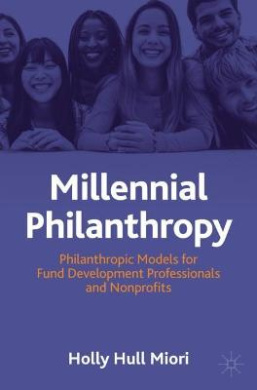 Millennial
Philanthropy
Philanthropic Models for
Fund Development Professionals
and Nonprofits
Holly Hull Miori